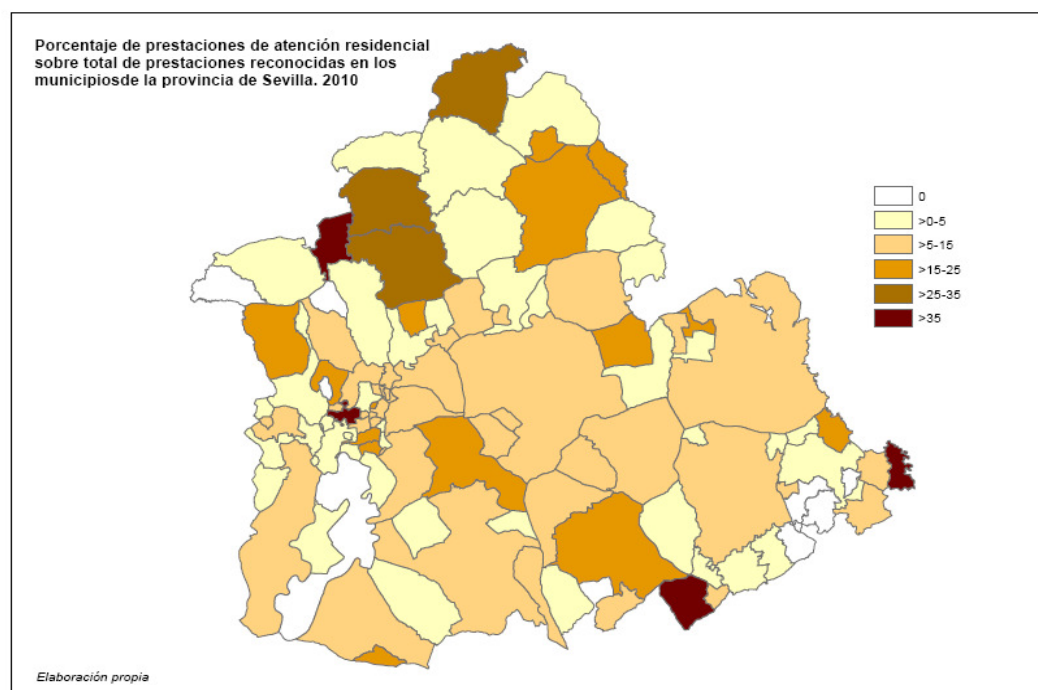 Porcentaje de prestaciones de atención residencial
sobre total de prestaciones reconocidas en los
municipiosde la provincia de Sevilla. 2010
0
>0-5
>5-15
>15-25
>25-35
>35
Elaboración propia